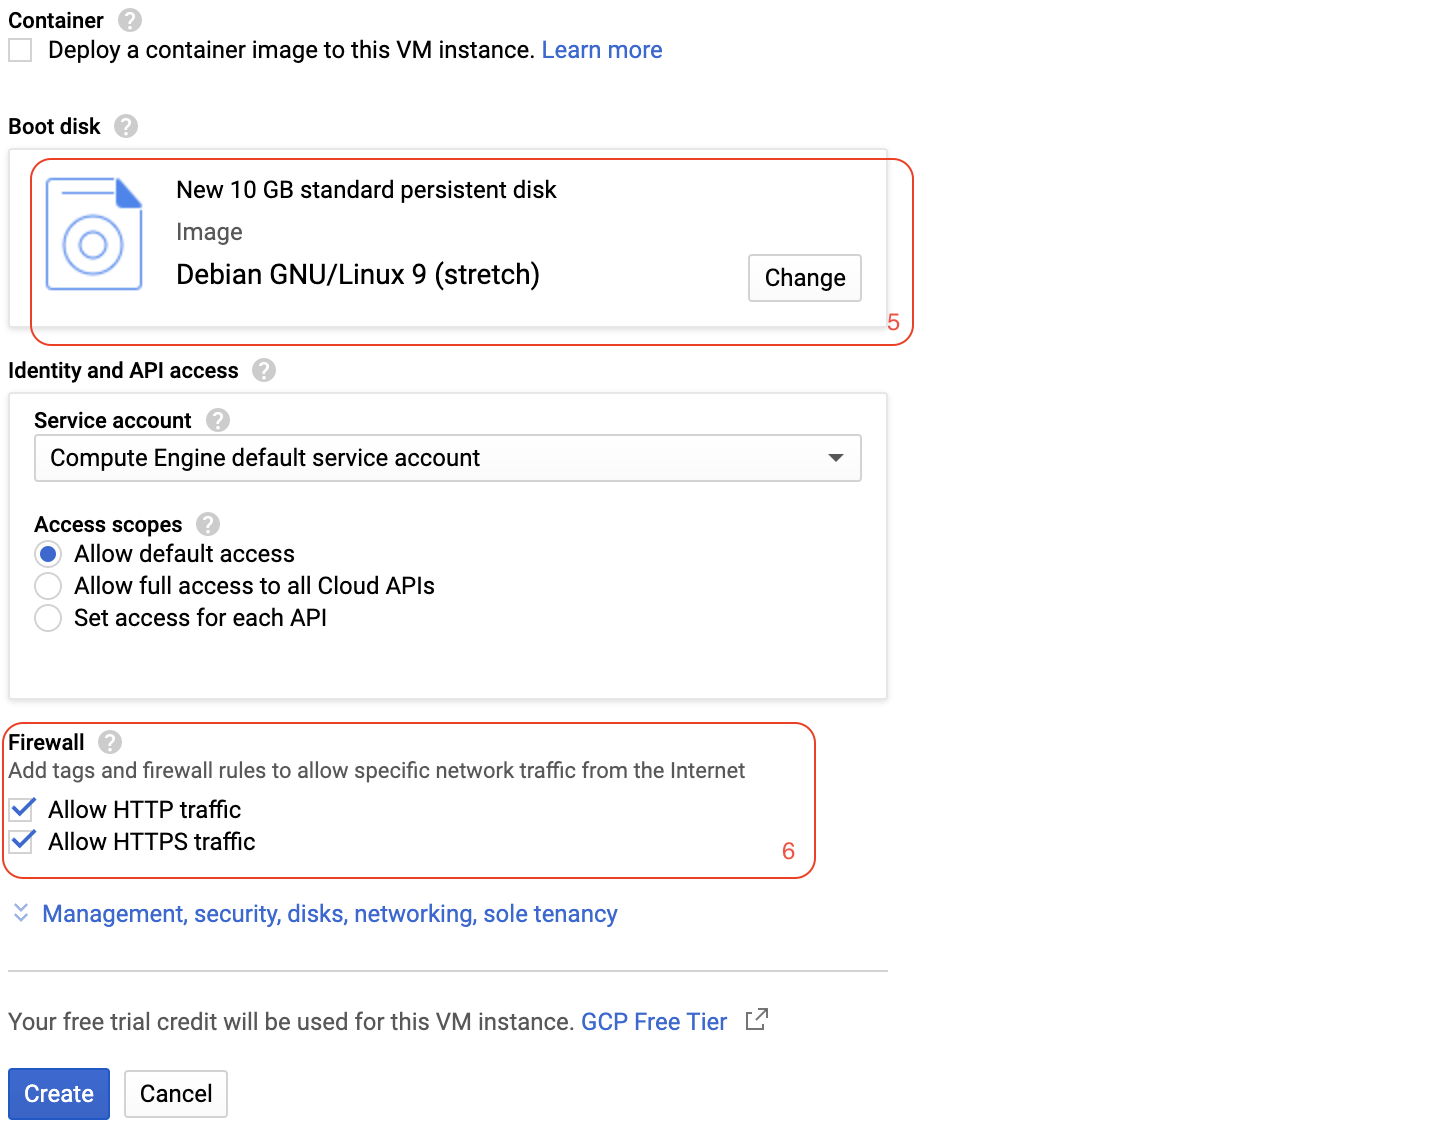 Container ?
Deploy a container image to this VM instance. Learn more
Boot disk ?
New 10 GB standard persistent disk
Image
Debian GNU/Linux 9 (stretch)
Change
5
Identity and API access ?
Service account ?
Compute Engine default service account
Access scopes ?
Allow default access
Allow full access to all Cloud APIs
Set access for each API
Firewall ?
Add tags and firewall rules to allow specific network traffic from the Internet
Allow HTTP traffic
Allow HTTPS traffic
6
Management, security, disks, networking, sole tenancy
Your free trial credit will be used for this VM instance. GCP Free Tier
Create Cancel